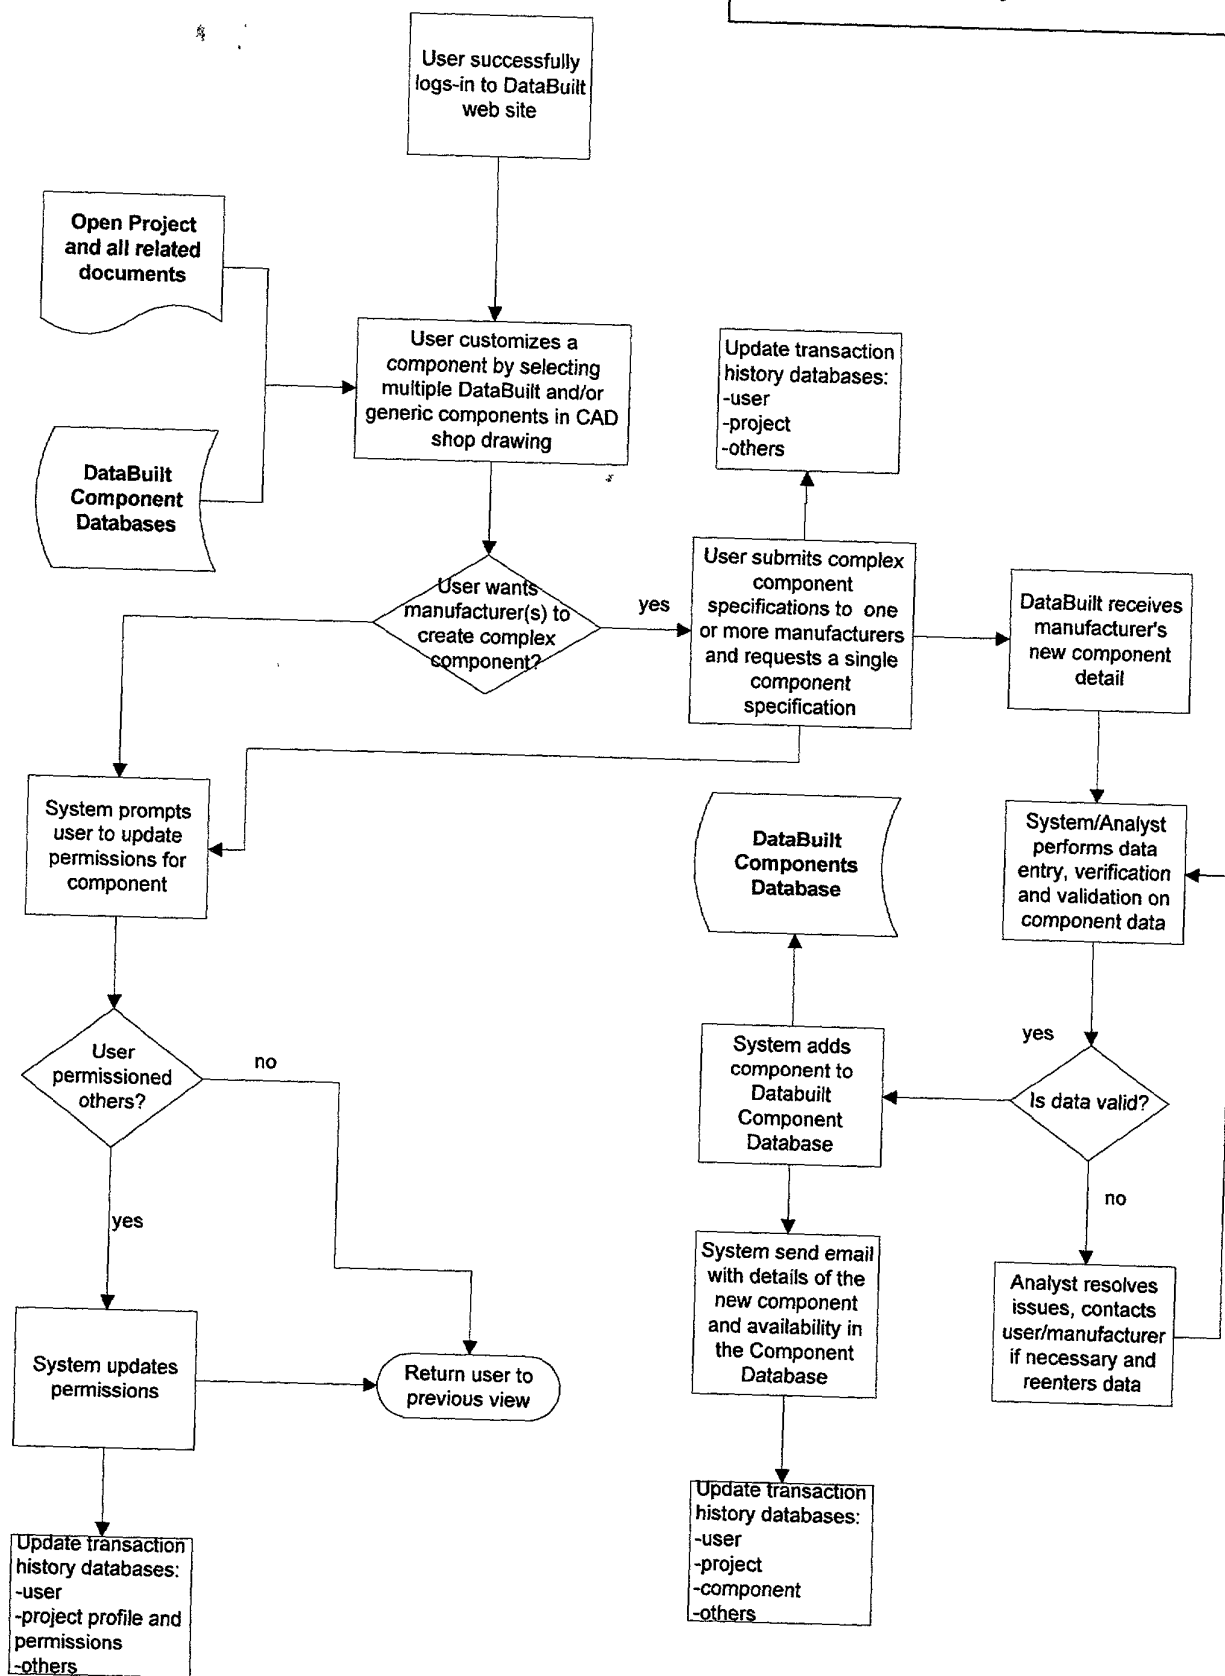 User successfully
logs-in to DataBuilt
web site
Open Project
and all related
documents
User customizes a
component by selecting
multiple DataBuilt and/or
generic components in CAD
shop drawing
Update transaction
history databases:
-user
-project
-others
DataBuilt
Component
Databases
User wants
manufacturer(s) to
create complex
component?
yes
User submits complex
component
specifications to one
or more manufacturers
and requests a single
component
specification
DataBuilt receives
manufacturer's
new component
detail
System prompts
user to update
permissions for
component
DataBuilt
Components
Database
System/Analyst
performs data
entry, verification
and validation on
component data
User
permissioned
others?
no
yes
System adds
component to
Databuilt
Component
Database
yes
Is data valid?
no
System send email
with details of the
new component
and availability in
the Component
Database
Analyst resolves
issues, contacts
user/manufacturer
if necessary and
reenters data
System updates
permissions
Return user to
previous view
Update transaction
history databases:
-user
-project
-component
-others
Update transaction
history databases:
-user
-project profile and
permissions
-others